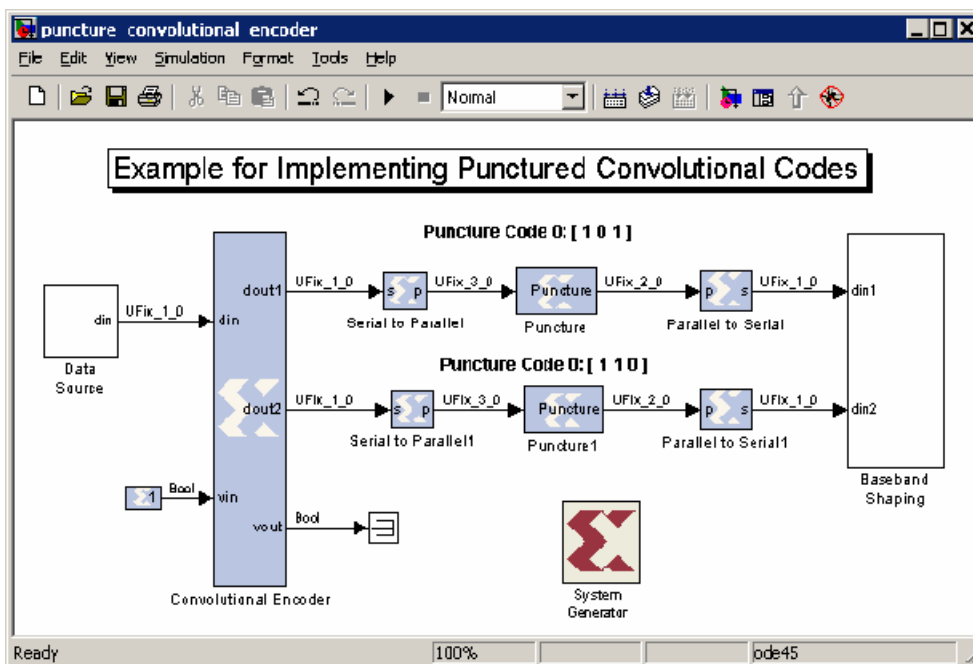 puncture convolutional encoder
File Edit View Simulation Format Tools Help
Normal
Example for Implementing Punctured Convolutional Codes
Puncture Code 0: [ 1 0 1 ]
din
UFix_1_0
Data
Source
din
dout1
UFix_1_0
s p
UFix_3_0
Puncture
UFix_2_0
p s
UFix_1_0
din1
Serial to Parallel
Puncture
Parallel to Serial
Puncture Code 0: [ 1 1 0 ]
dout2
UFix_1_0
s p
UFix_3_0
Puncture
UFix_2_0
p s
UFix_1_0
din2
Serial to Parallel1
Puncture1
Parallel to Serial1
Baseband
Shaping
1
Bool
vin
vout
Bool
Convolutional Encoder
System
Generator
Ready
100%
ode45